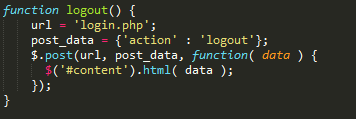 function logout() {
    url = 'login.php';
    post_data = {'action' : 'logout'};
    $.post(url, post_data, function( data ) {
      $('#content').html( data );
    });
}